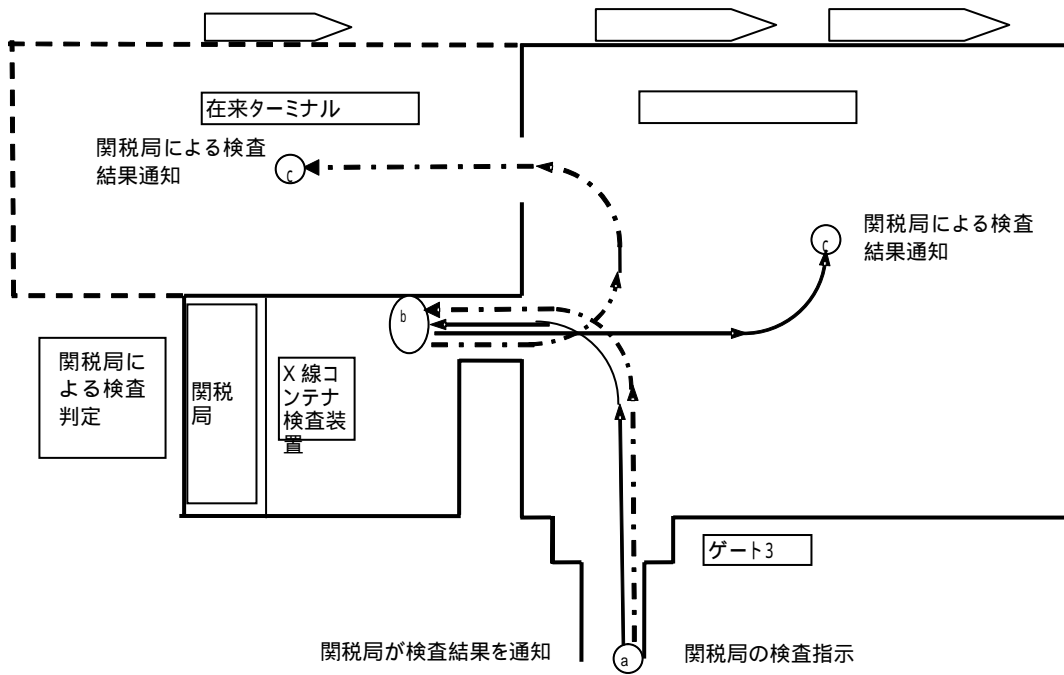 在来ターミナル
関税局による検査
結果通知
c
関税局による検査
結果通知
c
b
関税局に
よる検査
判定
関税
局
X 線コ
ンテナ
検査装
置
ゲート3
関税局が検査結果を通知
a
関税局の検査指示